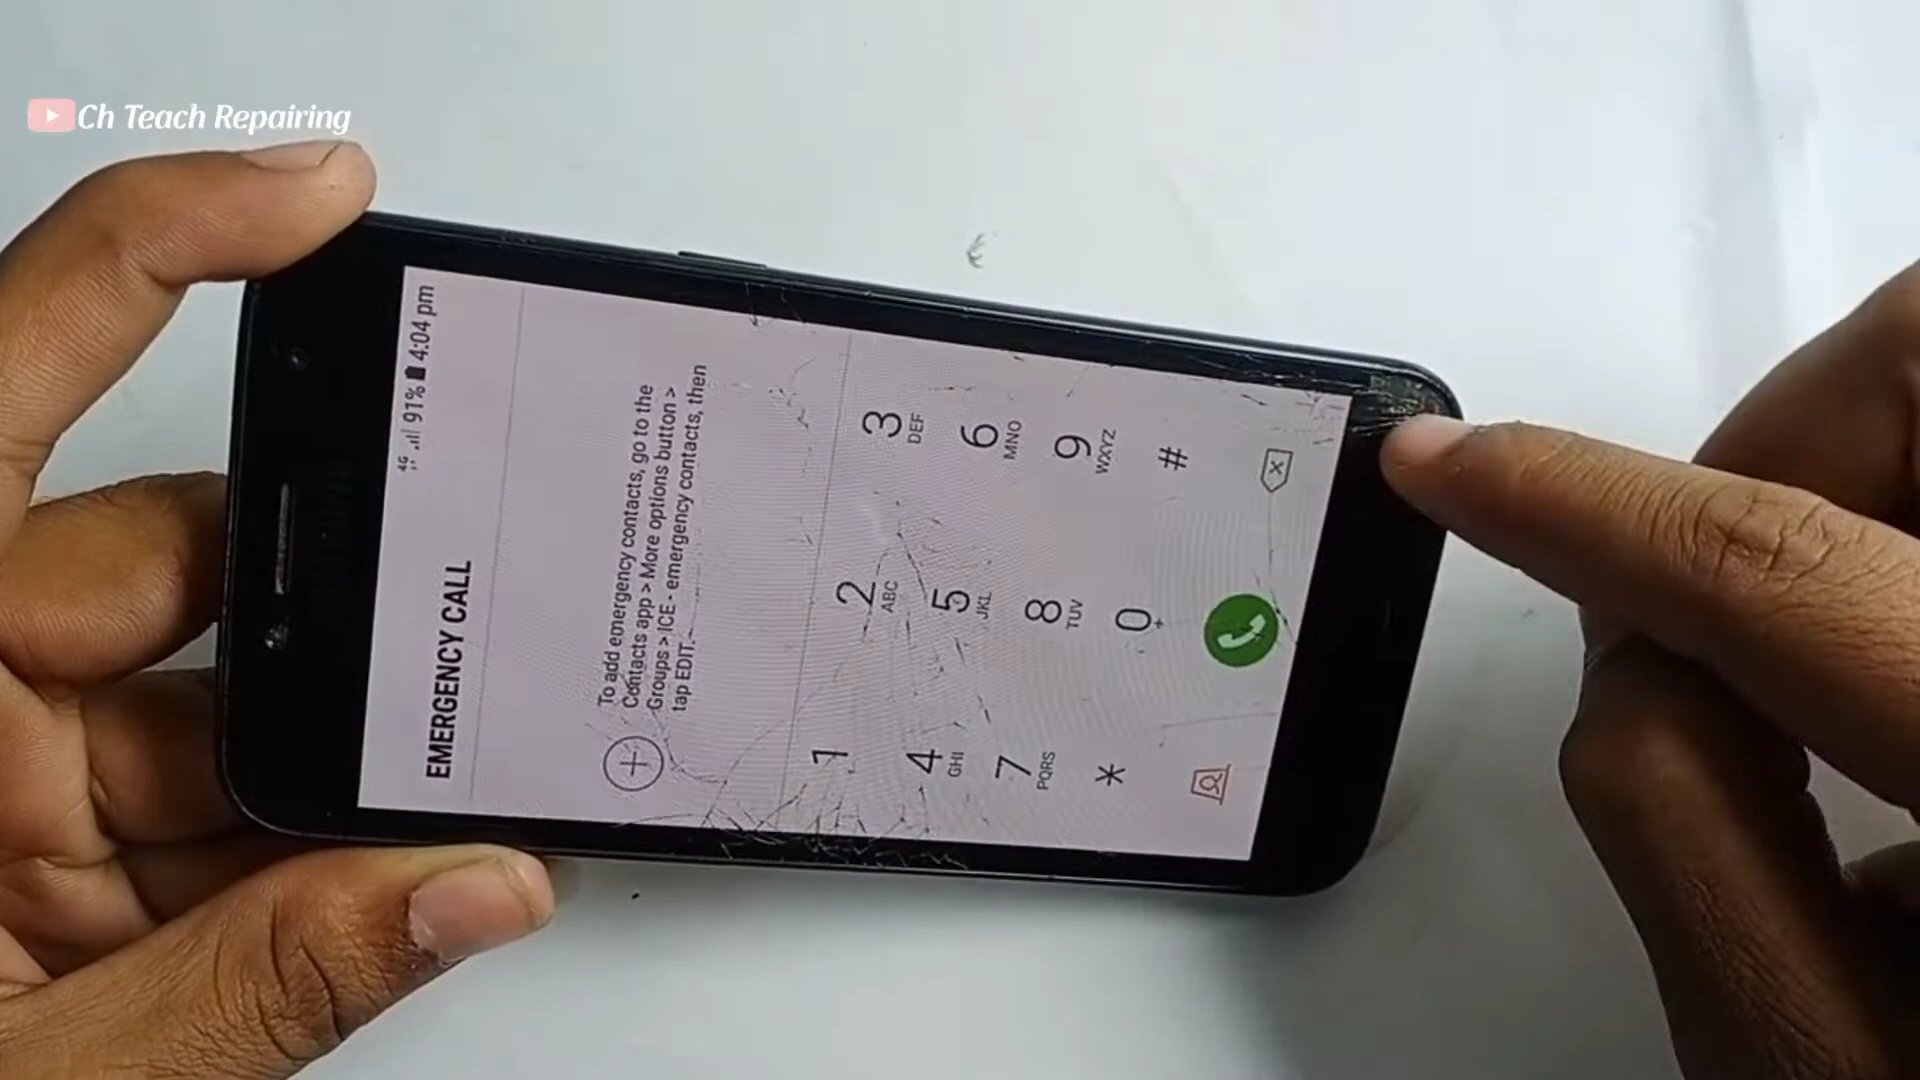 Ch Teach Repairing
4G 91% 4:04 pm
EMERGENCY CALL
To add emergency contacts, go to the
Contacts app > More options button >
Groups > ICE - emergency contacts, then
tap EDIT.
1 2 3
ABC DEF
4 5 6
GHI JKL MNO
7 8 9
PQRS TUV WXYZ
* 0 #
+